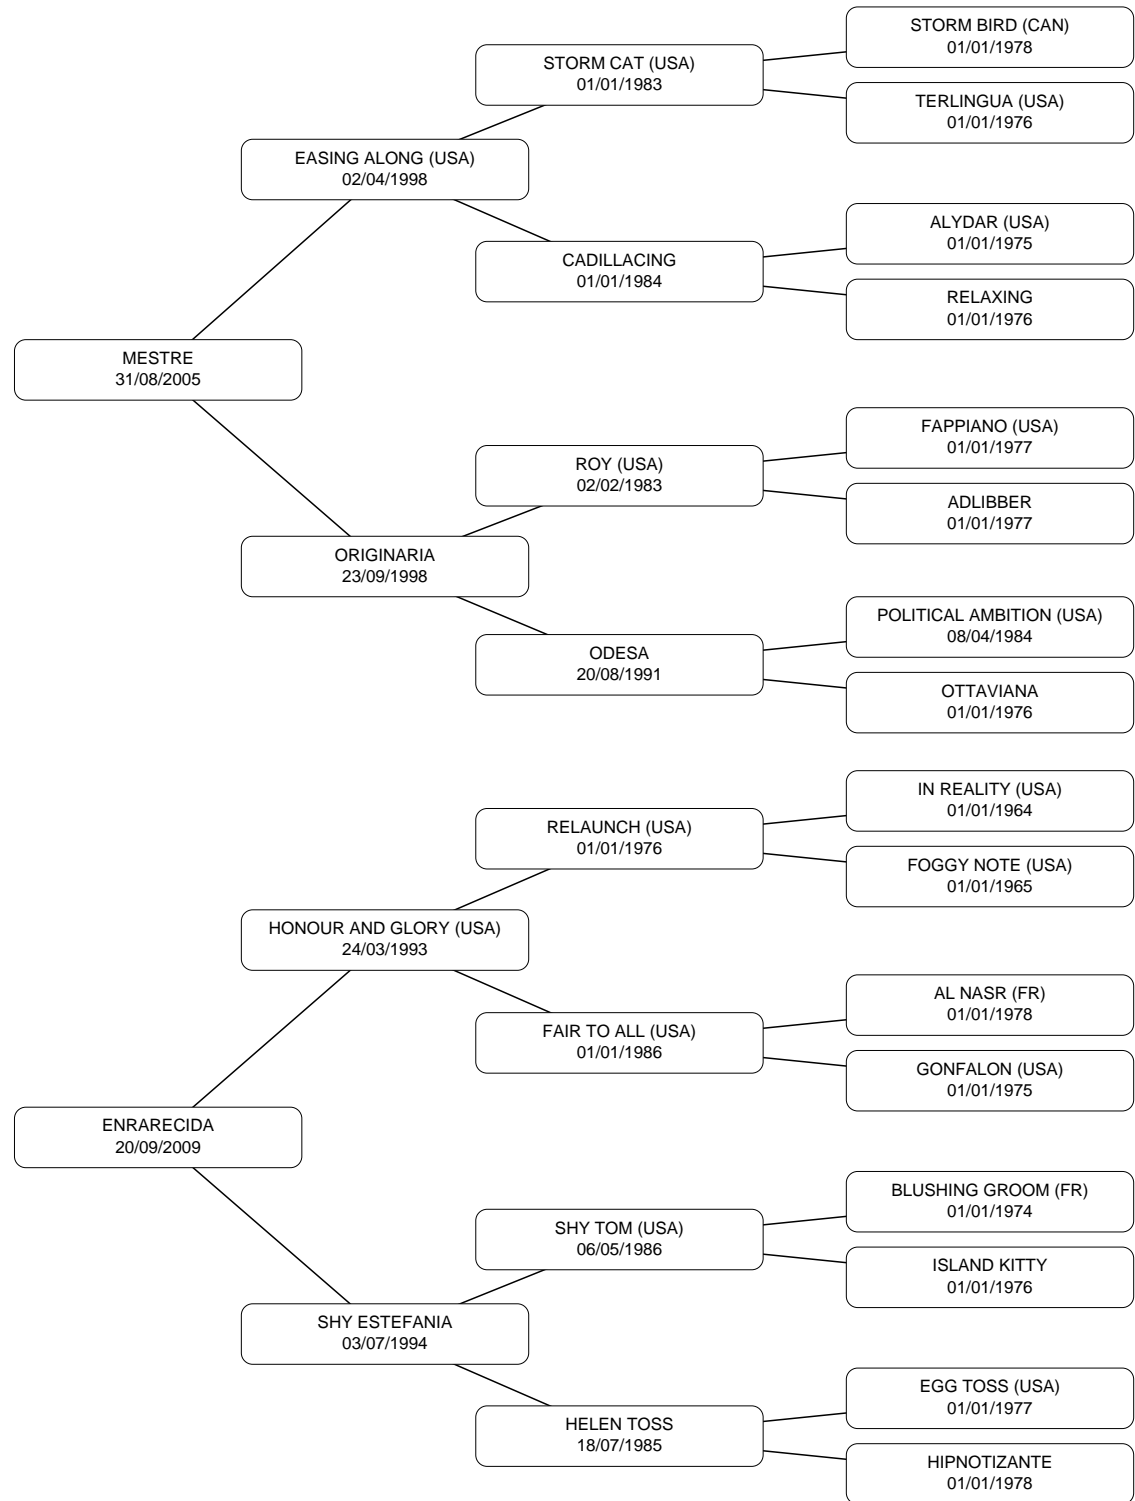 STORM BIRD (CAN)
01/01/1978
STORM CAT (USA)
01/01/1983
TERLINGUA (USA)
01/01/1976
EASING ALONG (USA)
02/04/1998
ALYDAR (USA)
01/01/1975
CADILLACING
01/01/1984
RELAXING
01/01/1976
MESTRE
31/08/2005
FAPPIANO (USA)
01/01/1977
ROY (USA)
02/02/1983
ADLIBBER
01/01/1977
ORIGINARIA
23/09/1998
POLITICAL AMBITION (USA)
08/04/1984
ODESA
20/08/1991
OTTAVIANA
01/01/1976
IN REALITY (USA)
01/01/1964
RELAUNCH (USA)
01/01/1976
FOGGY NOTE (USA)
01/01/1965
HONOUR AND GLORY (USA)
24/03/1993
AL NASR (FR)
01/01/1978
FAIR TO ALL (USA)
01/01/1986
GONFALON (USA)
01/01/1975
ENRARECIDA
20/09/2009
BLUSHING GROOM (FR)
01/01/1974
SHY TOM (USA)
06/05/1986
ISLAND KITTY
01/01/1976
SHY ESTEFANIA
03/07/1994
EGG TOSS (USA)
01/01/1977
HELEN TOSS
18/07/1985
HIPNOTIZANTE
01/01/1978